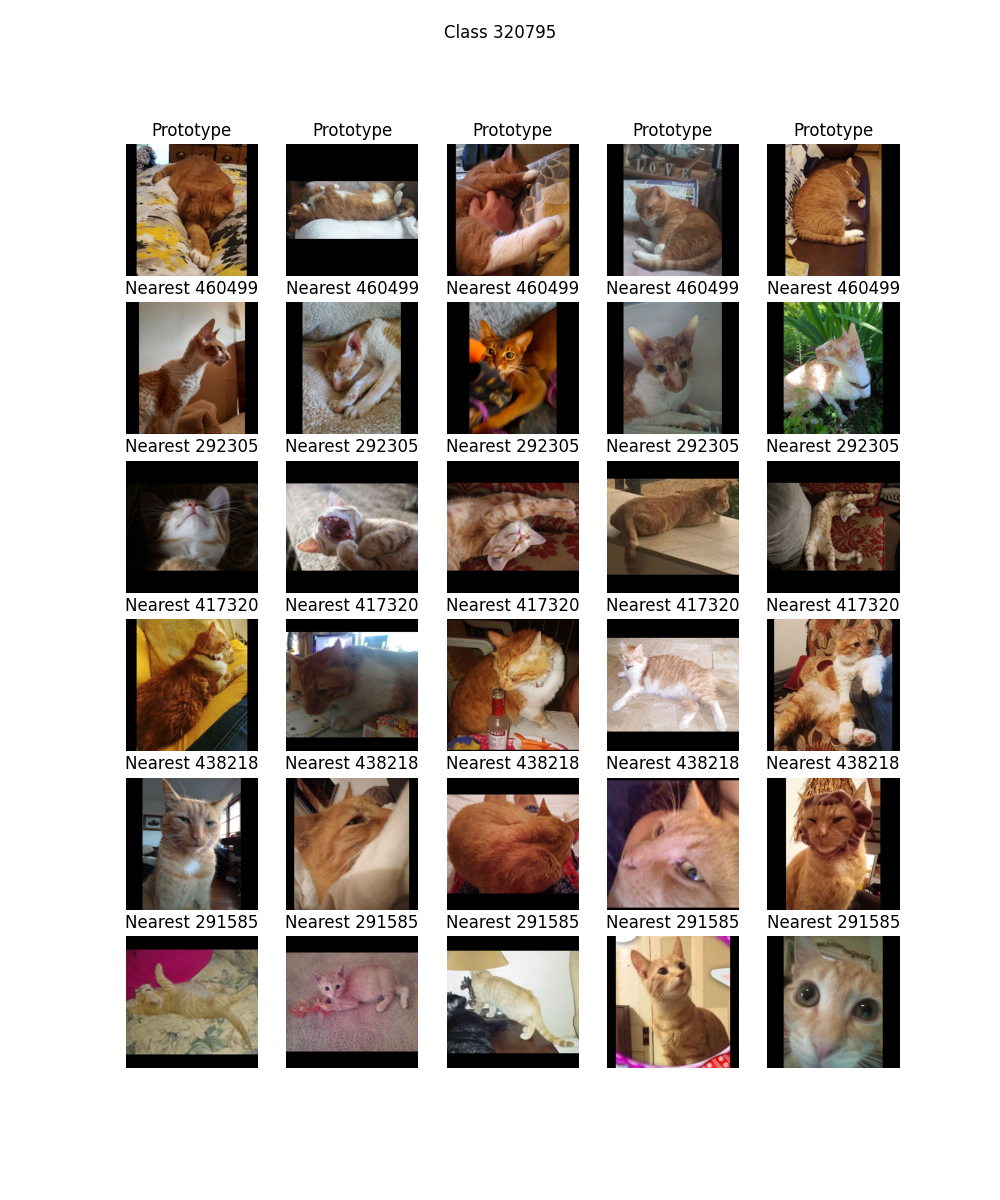 Class 320795
Prototype Prototype Prototype Prototype Prototype
LOVE
Nearest 460499 Nearest 460499 Nearest 460499 Nearest 460499 Nearest 460499
Nearest 292305 Nearest 292305 Nearest 292305 Nearest 292305 Nearest 292305
Nearest 417320 Nearest 417320 Nearest 417320 Nearest 417320 Nearest 417320
Nearest 438218 Nearest 438218 Nearest 438218 Nearest 438218 Nearest 438218
Nearest 291585 Nearest 291585 Nearest 291585 Nearest 291585 Nearest 291585